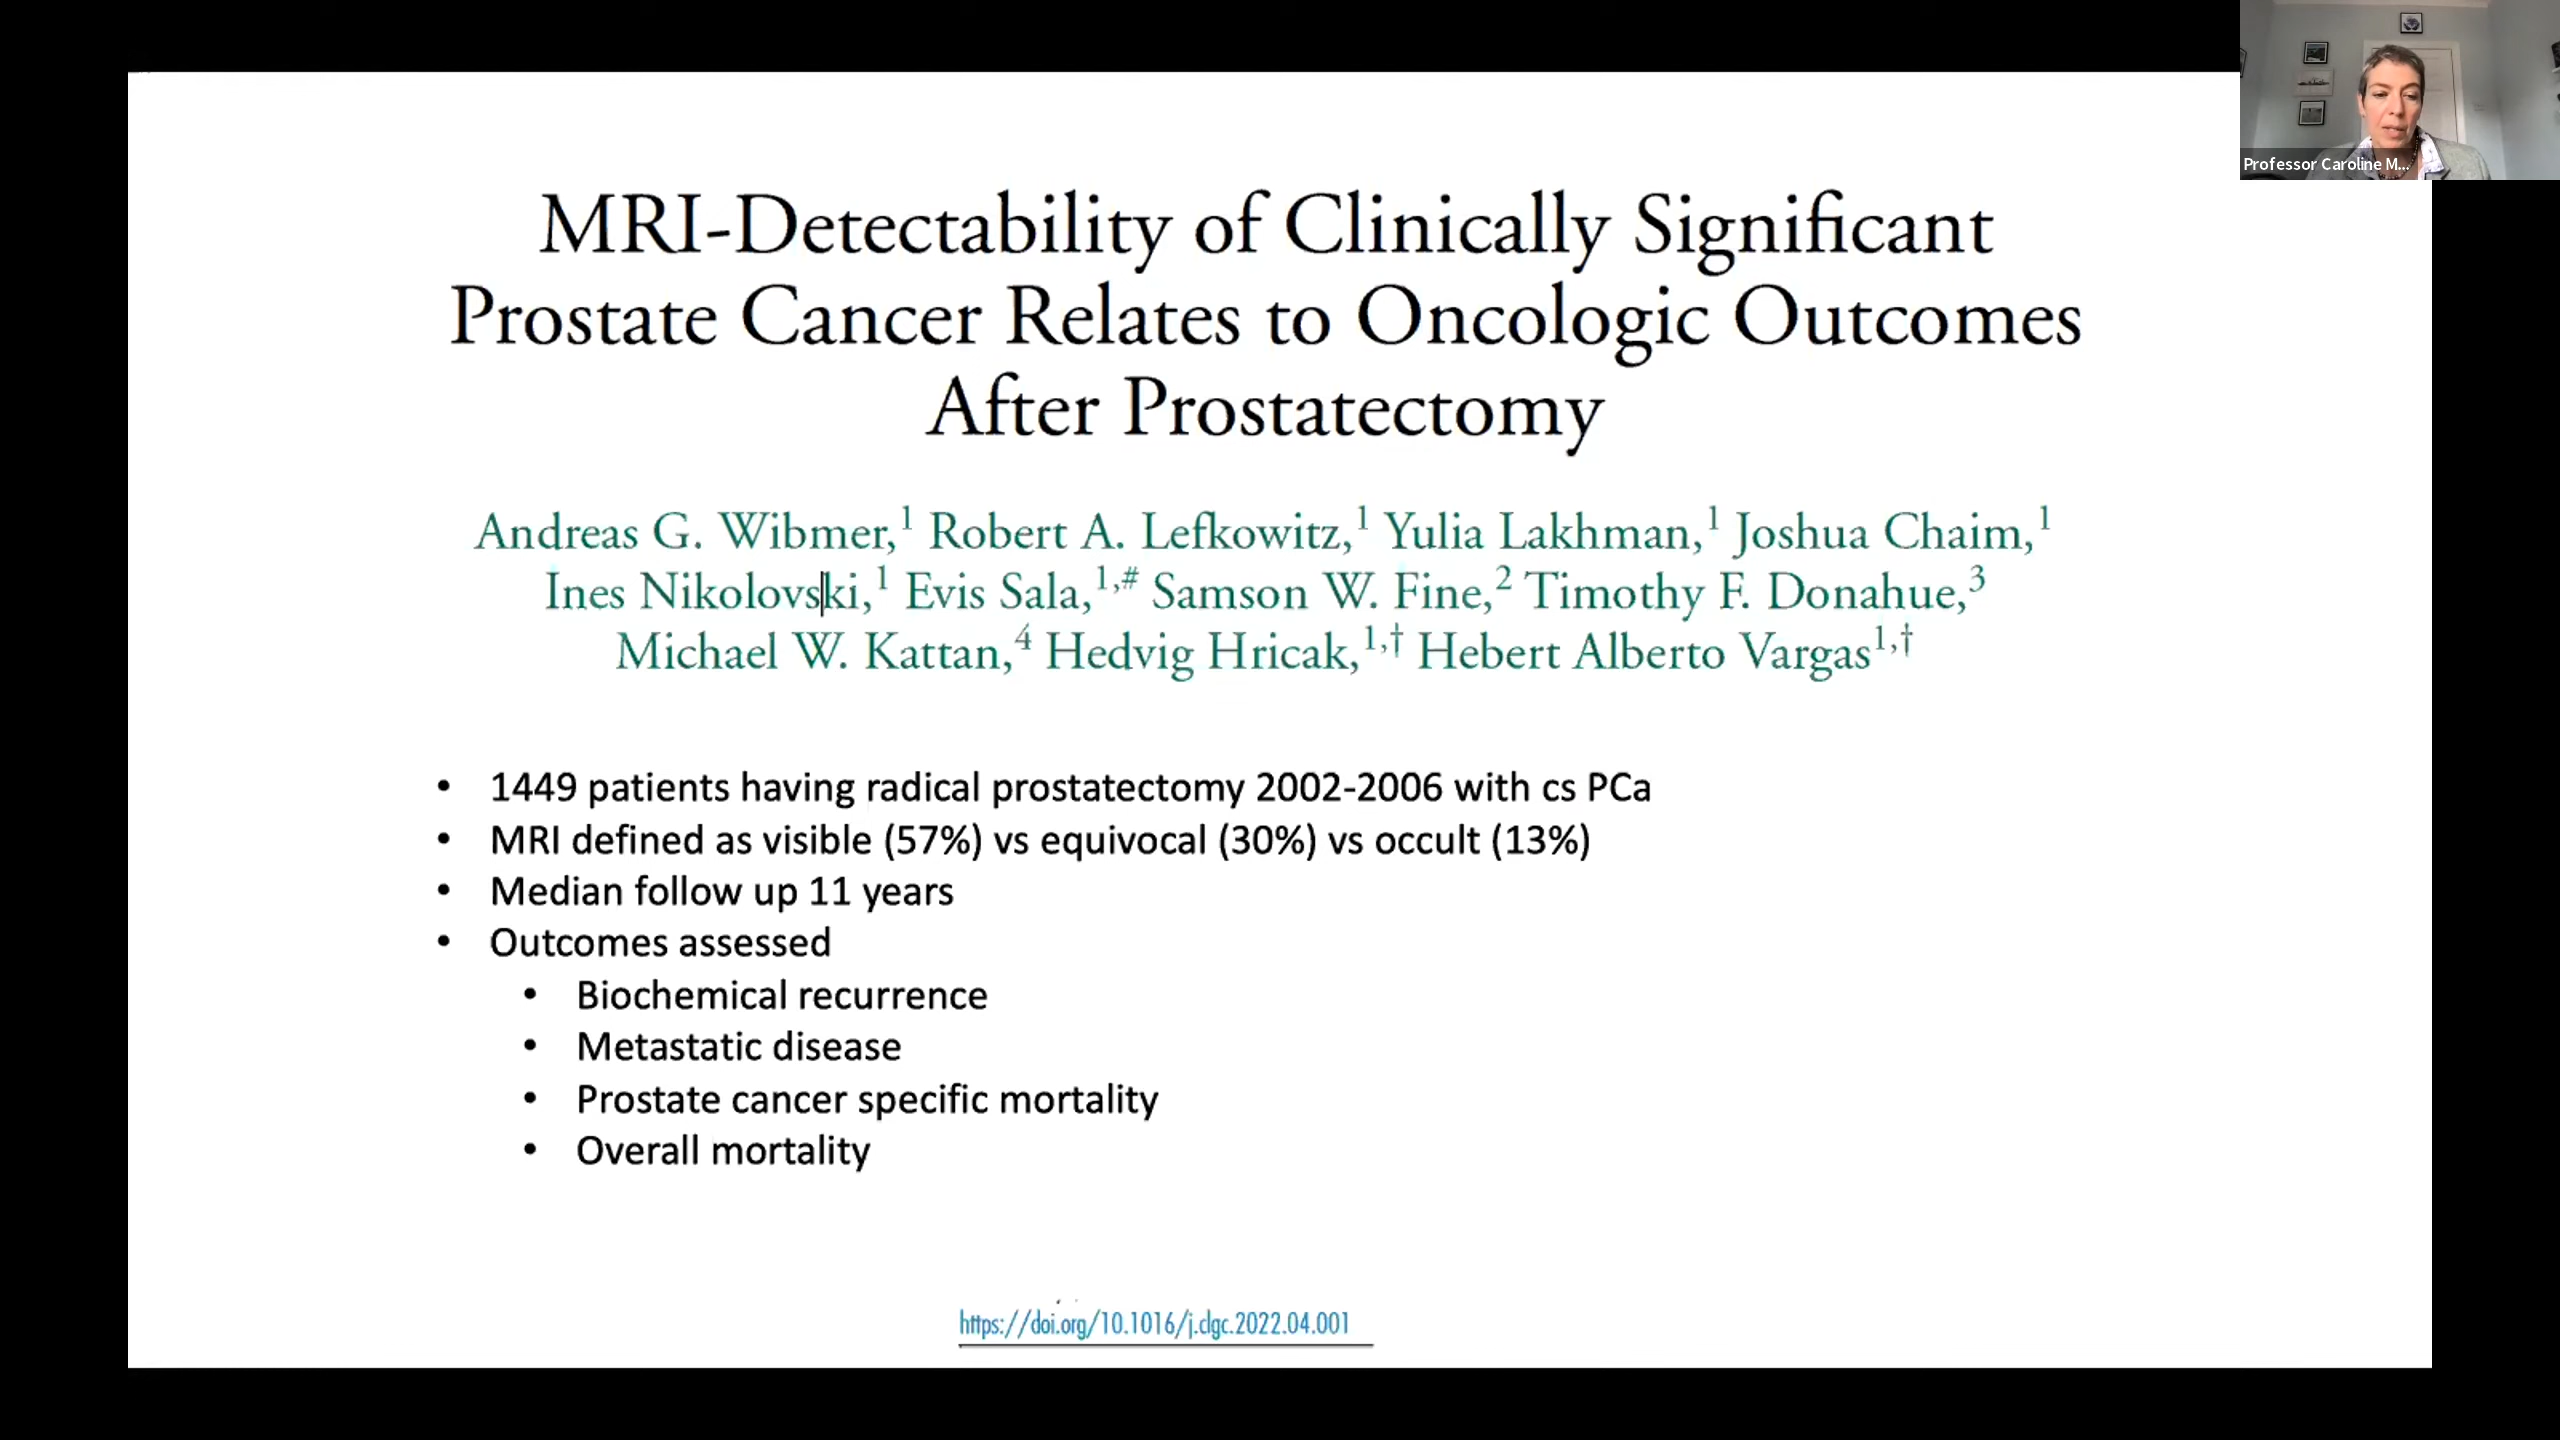 Professor Caroline M...
MRI-Detectability of Clinically Significant
Prostate Cancer Relates to Oncologic Outcomes
After Prostatectomy
Andreas G. Wibmer,1 Robert A. Lefkowitz,1 Yulia Lakhman,1 Joshua Chaim,1
Ines Nikolovski,1 Evis Sala,1,# Samson W. Fine,2 Timothy F. Donahue,3
Michael W. Kattan,4 Hedvig Hricak,1,† Hebert Alberto Vargas1,†
• 1449 patients having radical prostatectomy 2002-2006 with cs PCa
• MRI defined as visible (57%) vs equivocal (30%) vs occult (13%)
• Median follow up 11 years
• Outcomes assessed
• Biochemical recurrence
• Metastatic disease
• Prostate cancer specific mortality
• Overall mortality
https://doi.org/10.1016/j.clgc.2022.04.001